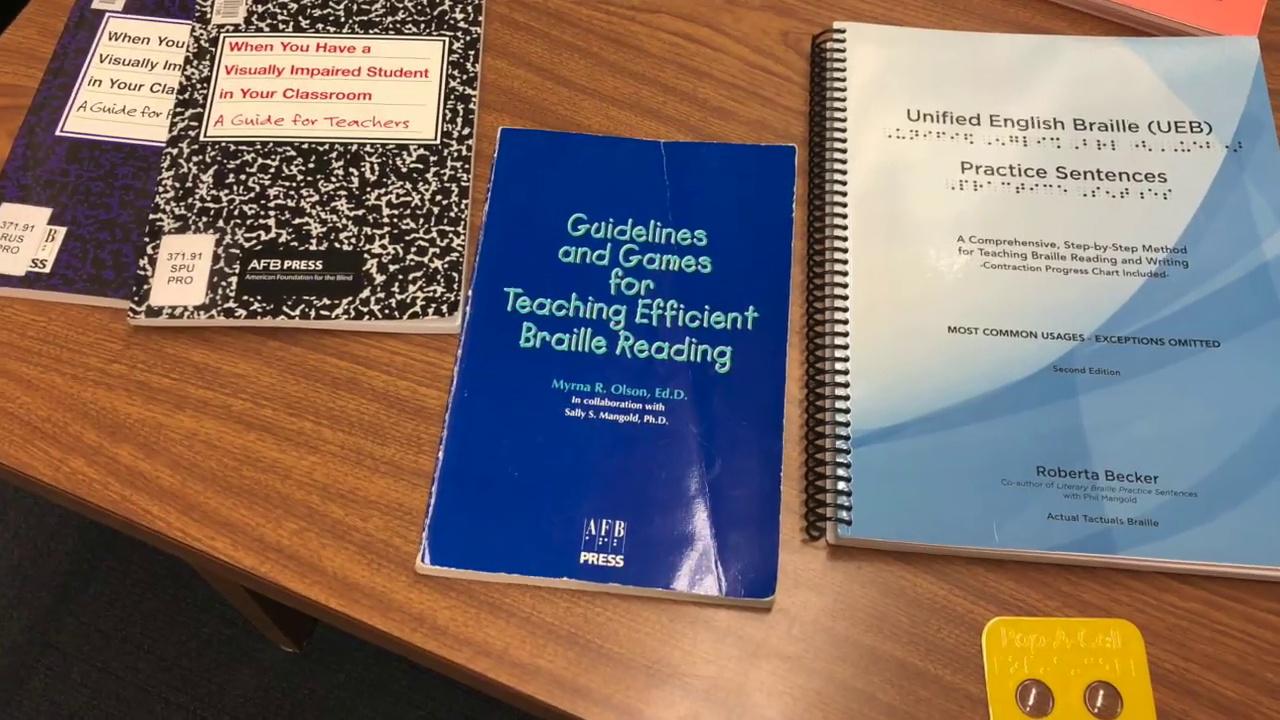 When You
Visually Im
in Your Cla
A Guide for
371.91
RUS
PRO
SS
When You Have a
Visually Impaired Student
in Your Classroom
A Guide for Teachers
371.91
SPU
PRO
AFB PRESS
American Foundation for the Blind
Guidelines
and Games
for
Teaching Efficient
Braille Reading
Myrna R. Olson, Ed.D.
In collaboration with
Sally S. Mangold, Ph.D.
AFB
PRESS
Unified English Braille (UEB)
Practice Sentences
A Comprehensive, Step-by-Step Method
for Teaching Braille Reading and Writing
-Contraction Progress Chart Included-
MOST COMMON USAGES - EXCEPTIONS OMITTED
Second Edition
Roberta Becker
Co-author of Literary Braille Practice Sentences
with Phil Mangold
Actual Tactuals Braille
Pop-A-Cell